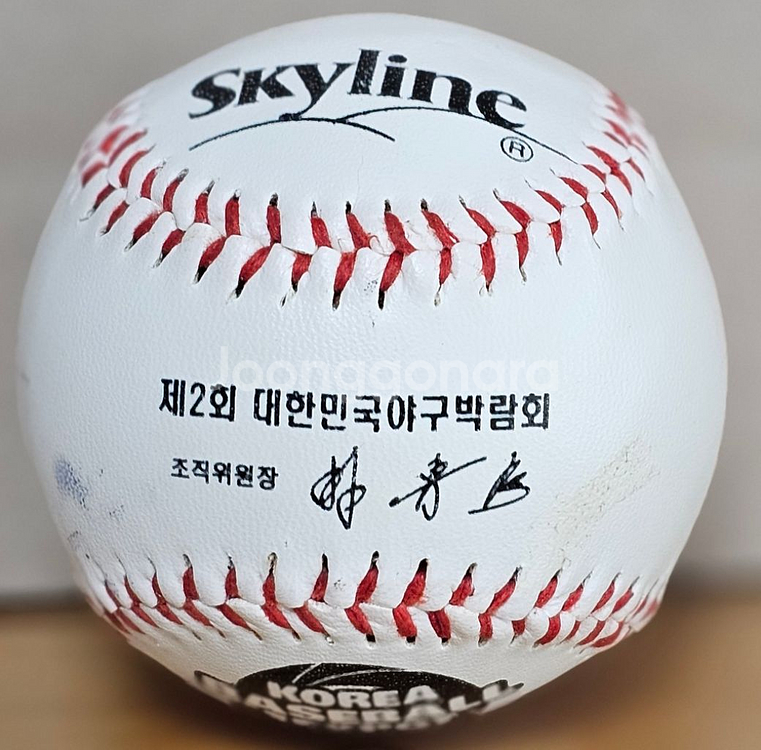 Skyline
®
joonggonara
제2회 대한민국야구박람회
조직위원장
KOREA
BASEBALL